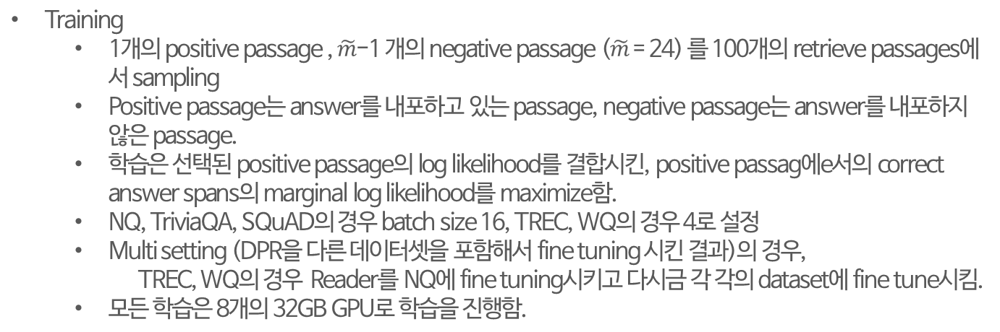 • Training
• 1개의 positive passage , m̃−1 개의 negative passage (m̃ = 24) 를 100개의 retrieve passages에
서 sampling
• Positive passage는 answer를 내포하고 있는 passage, negative passage는 answer를 내포하지
않은 passage.
• 학습은 선택된 positive passage의 log likelihood를 결합시킨, positive passag에e서의 correct
answer spans의 marginal log likelihood를 maximize함.
• NQ, TriviaQA, SQuAD의 경우 batch size 16, TREC, WQ의 경우 4로 설정
• Multi setting (DPR을 다른 데이터셋을 포함해서 fine tuning 시킨 결과)의 경우,
TREC, WQ의 경우 Reader를 NQ에 fine tuning시키고 다시금 각 각의 dataset에 fine tune시킴.
• 모든 학습은 8개의 32GB GPU로 학습을 진행함.